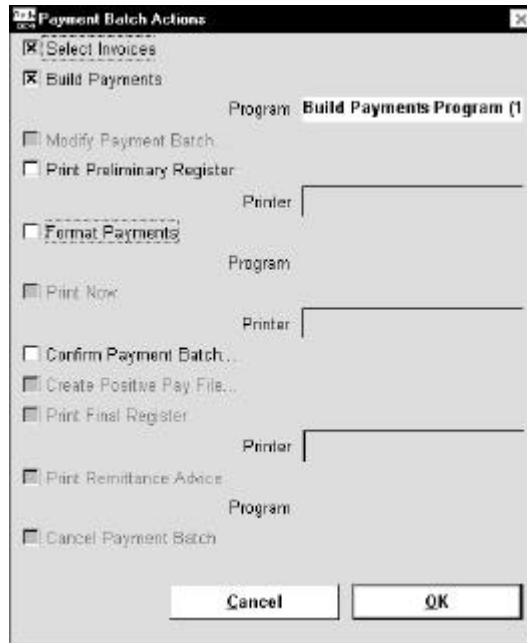 Payment Batch Actions
Select Invoices
Build Payments
Program Build Payments Program (1
Modify Payment Batch...
Print Preliminary Register
Printer
Format Payments
Program
Print Now
Printer
Confirm Payment Batch...
Create Positive Pay File...
Print Final Register
Printer
Print Remittance Advice
Program
Cancel Payment Batch
Cancel OK